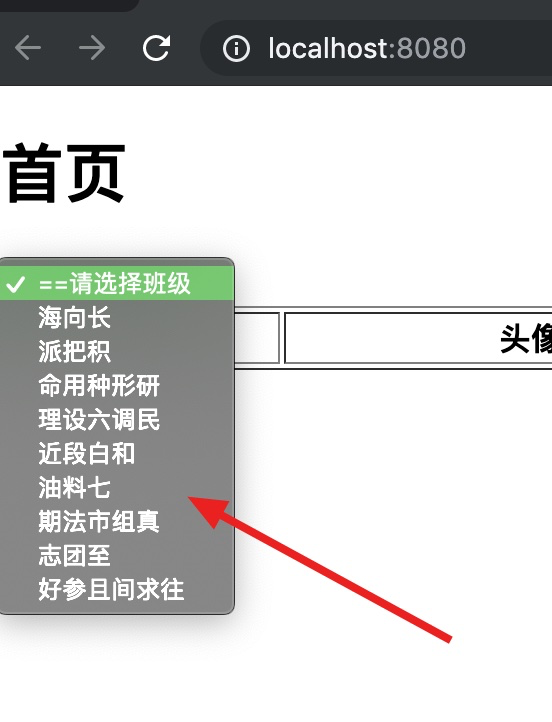 localhost:8080
首页
==请选择班级
海向长
派把积
命用种形研
理设六调民
近段白和
油料七
期法市组真
志团至
好参且间求往
头像